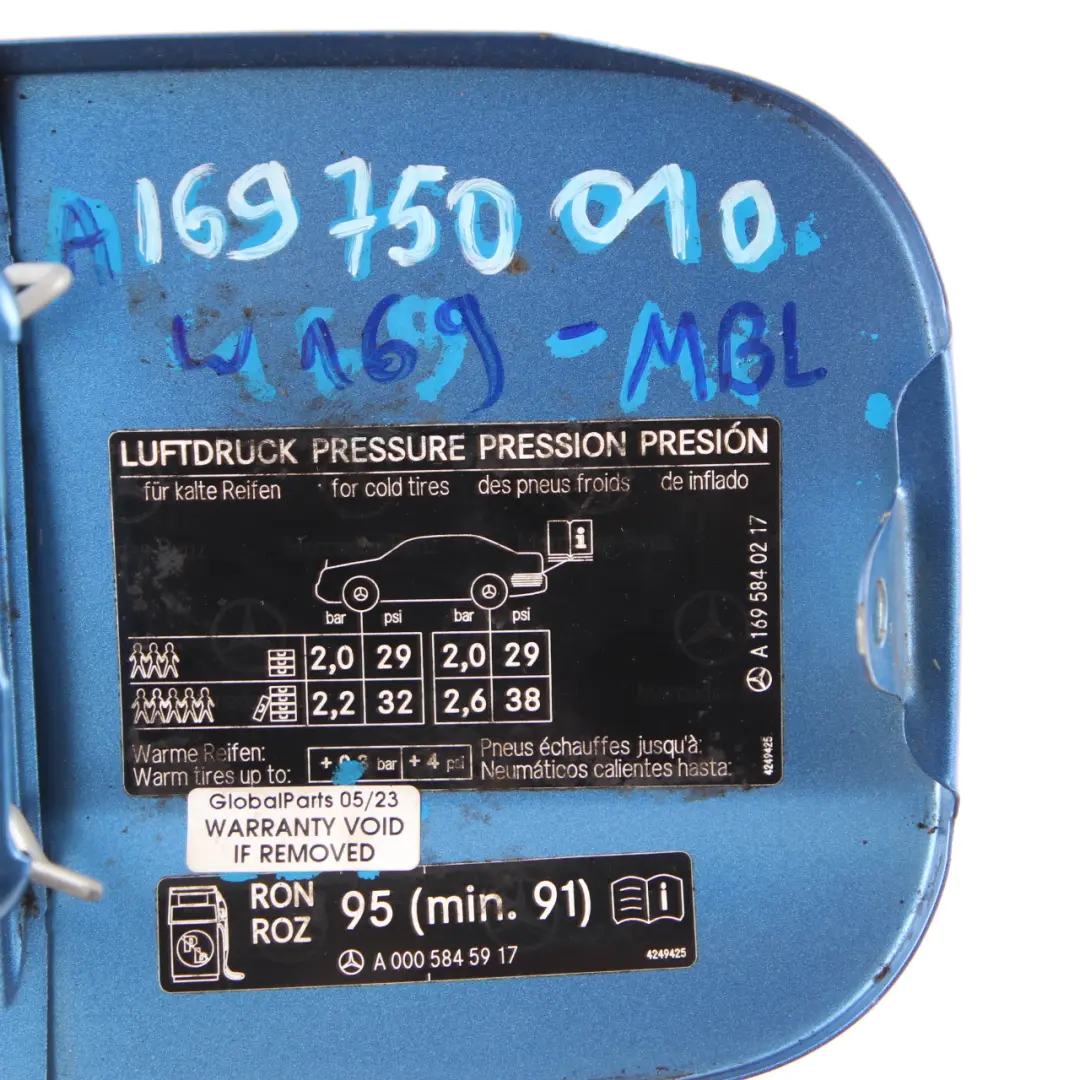 A 169 750 010
W169 - MBL
LUFTDRUCK PRESSURE PRESSION PRESIÓN
für kalte Reifen for cold tires des pneus froids de inflado
i
bar psi bar psi
2,0 29 2,0 29
2,2 32 2,6 38
Warme Reifen: Pneus échauffes jusqu'à:
Warm tires up to: + bar + 4 psi Neumáticos calientes hasta:
A 169 584 02 17
4249425
GlobalParts 05/23
WARRANTY VOID
IF REMOVED
RON
ROZ
95 (min. 91)
i
A 000 584 59 17
4249425